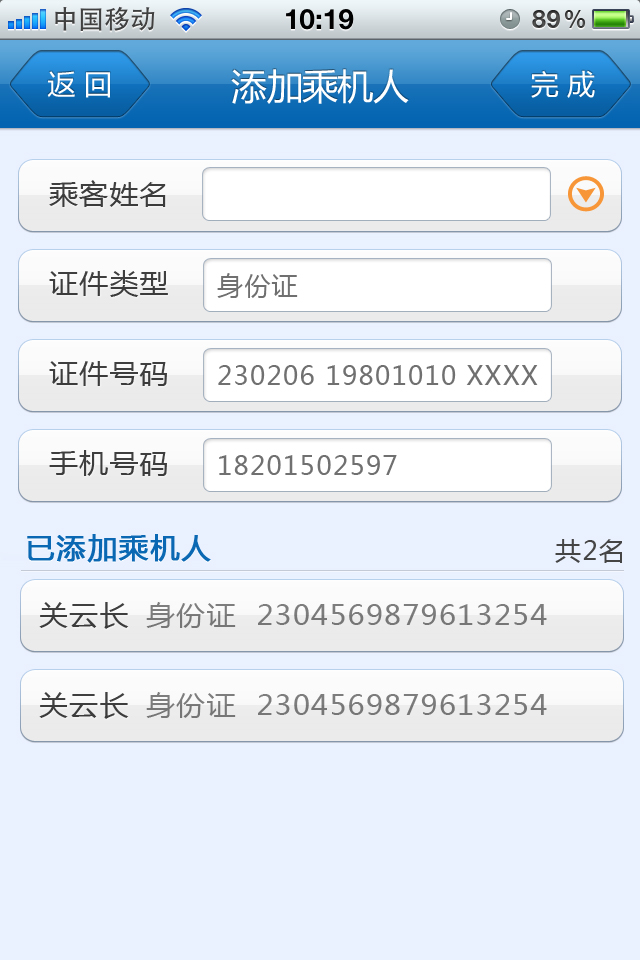 中国移动 10:19 89%
返回 添加乘机人 完成
乘客姓名
证件类型 身份证
证件号码 230206 19801010 XXXX
手机号码 18201502597
已添加乘机人 共2名
关云长 身份证 2304569879613254
关云长 身份证 2304569879613254